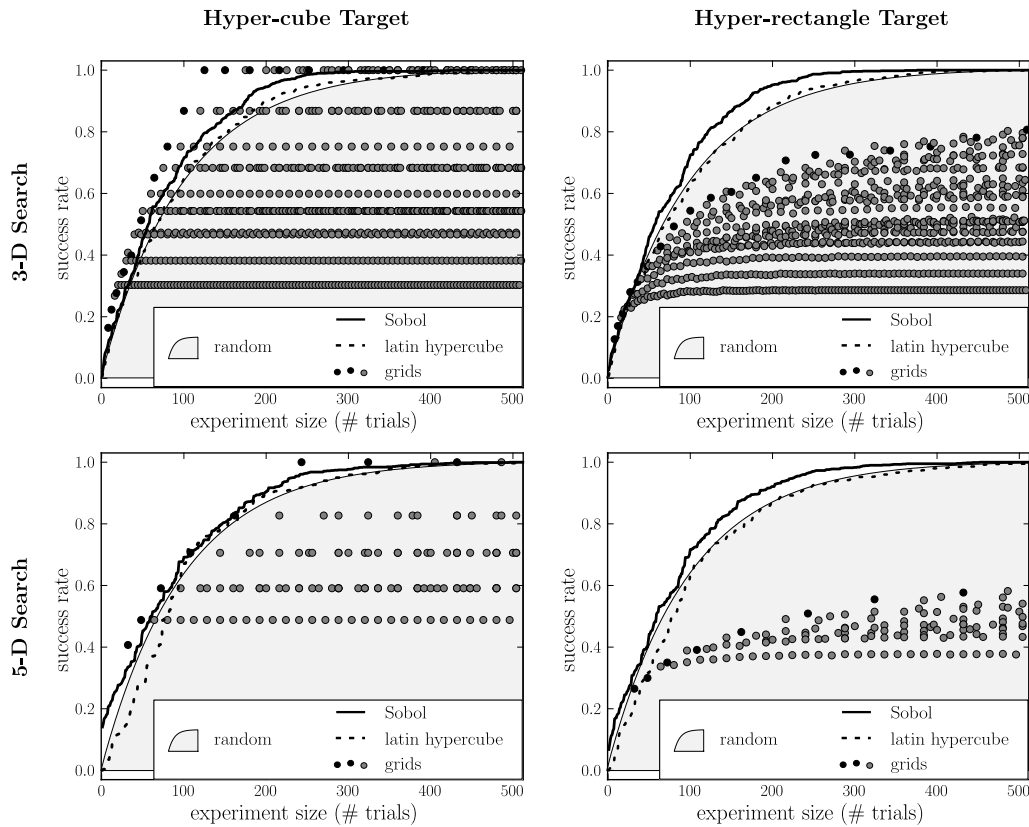 Hyper-cube Target
Hyper-rectangle Target
3-D Search
success rate
1.0
0.8
0.6
0.4
0.2
0.0
Sobol
random
latin hypercube
grids
0 100 200 300 400 500
experiment size (# trials)
success rate
1.0
0.8
0.6
0.4
0.2
0.0
Sobol
random
latin hypercube
grids
0 100 200 300 400 500
experiment size (# trials)
5-D Search
success rate
1.0
0.8
0.6
0.4
0.2
0.0
Sobol
random
latin hypercube
grids
0 100 200 300 400 500
experiment size (# trials)
success rate
1.0
0.8
0.6
0.4
0.2
0.0
Sobol
random
latin hypercube
grids
0 100 200 300 400 500
experiment size (# trials)